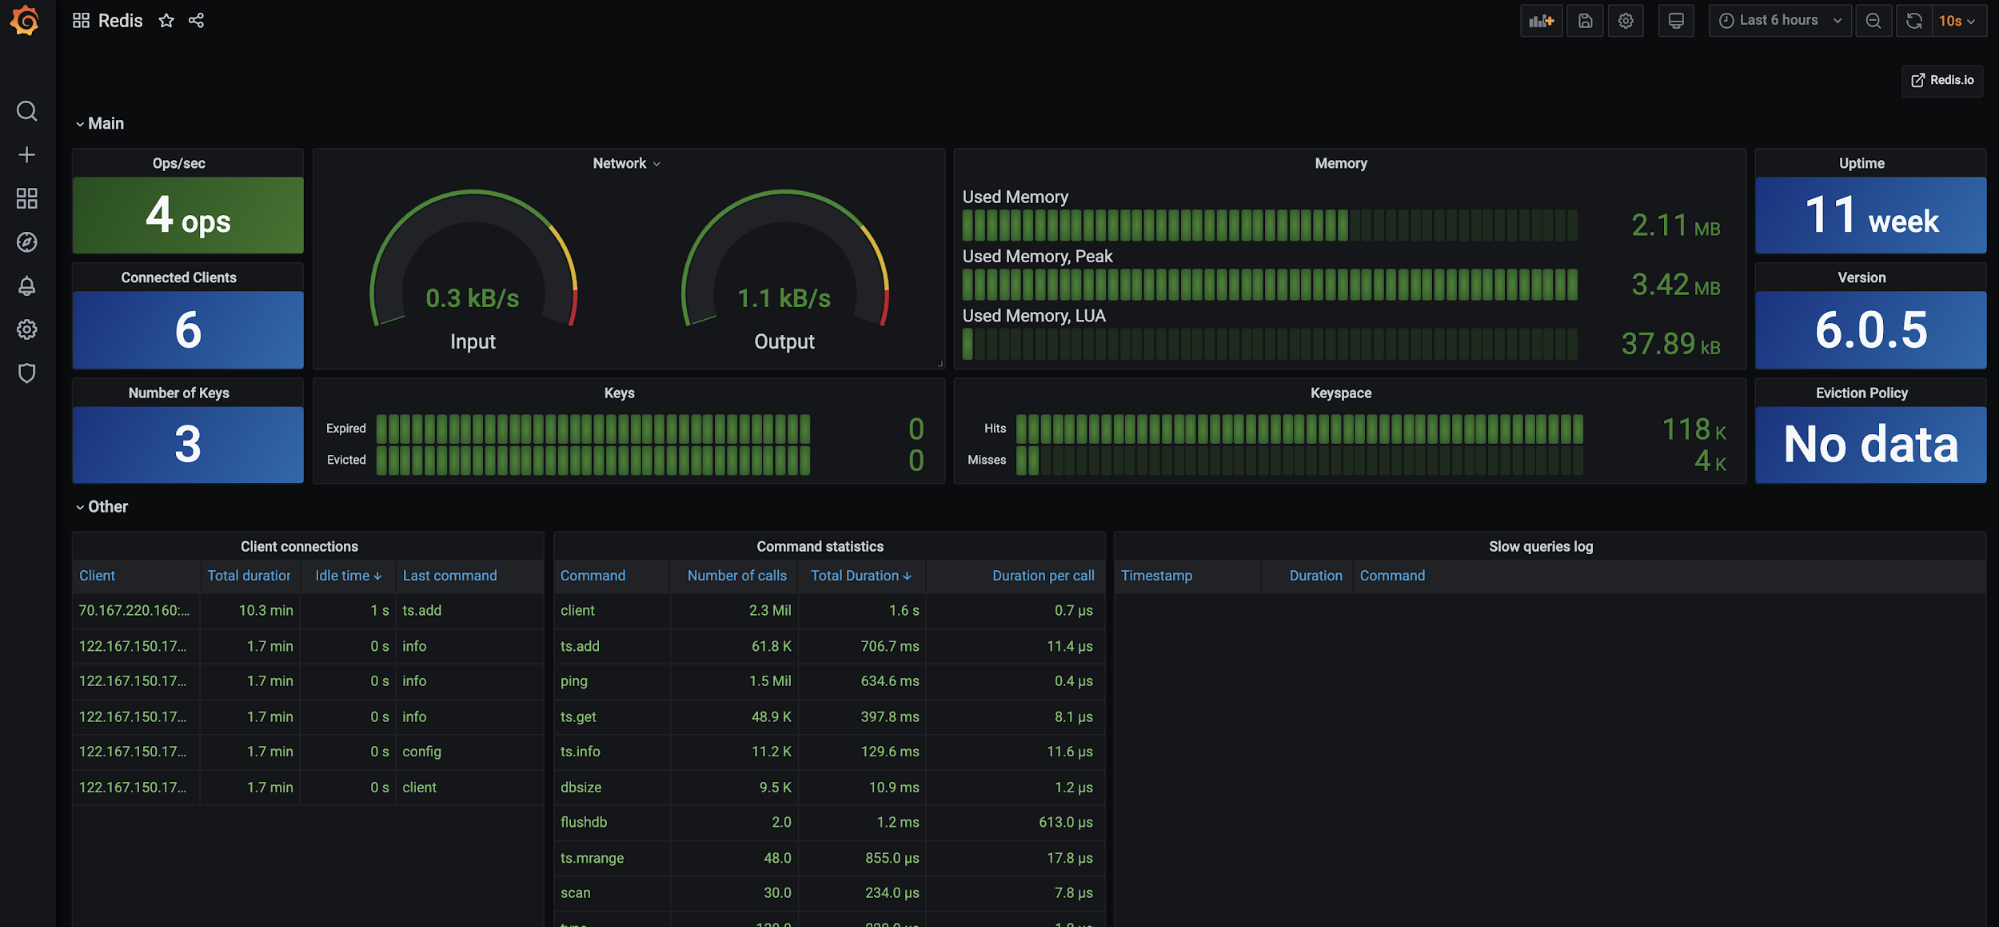 Redis
Last 6 hours
10s
Redis.io
Main
Ops/sec
4 ops
Connected Clients
6
Number of Keys
3
Network
0.3 kB/s
Input
1.1 kB/s
Output
Memory
Used Memory
2.11 MB
Used Memory, Peak
3.42 MB
Used Memory, LUA
37.89 kB
Uptime
11 week
Version
6.0.5
Keys
Expired 0
Evicted 0
Keyspace
Hits 118 K
Misses 4 K
Eviction Policy
No data
Other
Client connections
Client Total duration Idle time Last command
70.167.220.160:... 10.3 min 1 s ts.add
122.167.150.17... 1.7 min 0 s info
122.167.150.17... 1.7 min 0 s info
122.167.150.17... 1.7 min 0 s info
122.167.150.17... 1.7 min 0 s config
122.167.150.17... 1.7 min 0 s client
Command statistics
Command Number of calls Total Duration Duration per call
client 2.3 Mil 1.6 s 0.7 µs
ts.add 61.8 K 706.7 ms 11.4 µs
ping 1.5 Mil 634.6 ms 0.4 µs
ts.get 48.9 K 397.8 ms 8.1 µs
ts.info 11.2 K 129.6 ms 11.6 µs
dbsize 9.5 K 10.9 ms 1.2 µs
flushdb 2.0 1.2 ms 613.0 µs
ts.mrange 48.0 855.0 µs 17.8 µs
scan 30.0 234.0 µs 7.8 µs
Slow queries log
Timestamp Duration Command